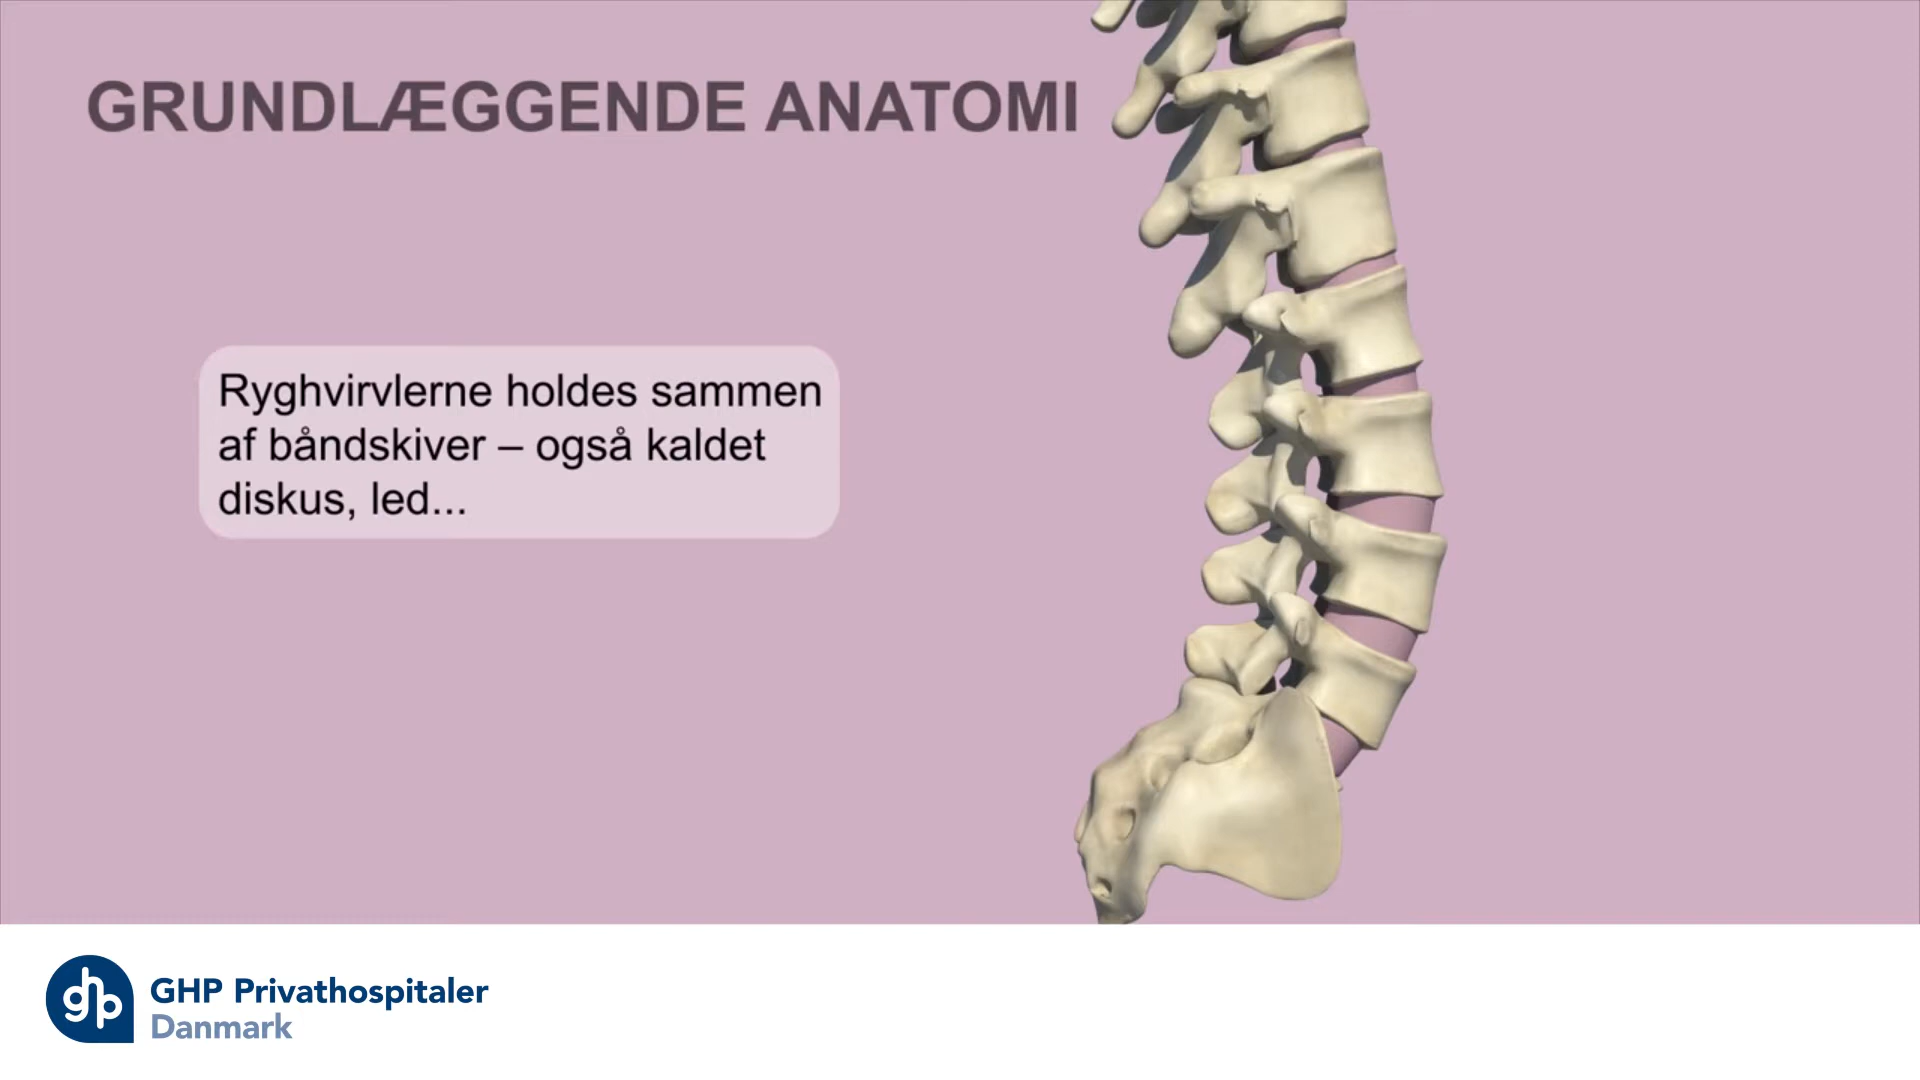 GRUNDLÆGGENDE ANATOMI
Ryghvirvlerne holdes sammen
af båndskiver – også kaldet
diskus, led...
ghp
GHP Privathospitaler
Danmark